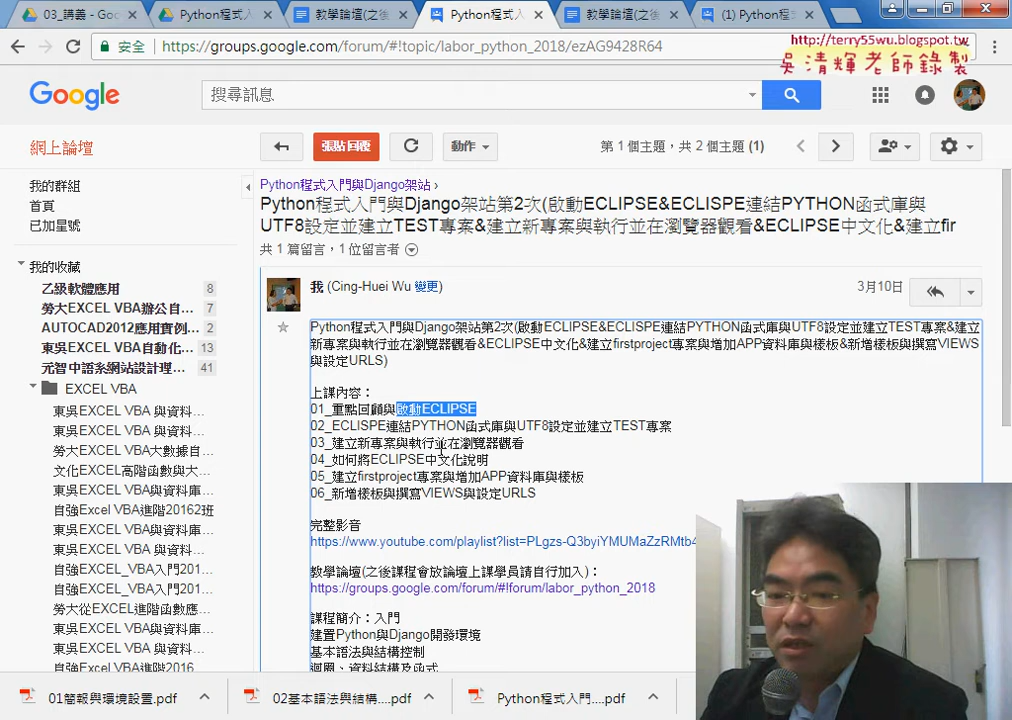 03_講義 - Goo
Python程式入
教學論壇(之後
Python程式入
教學論壇(之後
(1) Python程
安全
https://groups.google.com/forum/#!topic/labor_python_2018/ezAG9428R64
http://terry55wu.blogspot.tw
吳清輝老師錄製
Google
搜尋訊息
網上論壇
張貼回覆
動作
第 1 個主題，共 2 個主題 (1)
我的群組
首頁
已加星號
我的收藏
乙級軟體應用 8
勞大EXCEL VBA辦公自... 7
AUTOCAD2012應用實例... 2
東吳EXCEL VBA自動化... 13
元智中語系網站設計理... 41
EXCEL VBA
東吳EXCEL VBA 與資料...
東吳EXCEL VBA 與資料...
勞大EXCEL VBA大數據自...
文化EXCEL高階函數與大...
東吳EXCEL VBA與資料庫...
自強Excel VBA進階20162班
東吳EXCEL VBA與資料庫...
東吳EXCEL VBA 與資料...
自強EXCEL_VBA入門201...
自強EXCEL_VBA入門201...
勞大從EXCEL進階函數應...
東吳EXCEL VBA與資料庫...
東吳EXCEL VBA與資料庫...
自強EXCEL VBA進階2016
Python程式入門與Django架站 ›
Python程式入門與Django架站第2次(啟動ECLIPSE&ECLISPE連結PYTHON函式庫與
UTF8設定並建立TEST專案&建立新專案與執行並在瀏覽器觀看&ECLIPSE中文化&建立fir
共 1 篇留言，1 位留言者
我 (Cing-Huei Wu 變更)
3月10日
Python程式入門與Django架站第2次(啟動ECLIPSE&ECLISPE連結PYTHON函式庫與UTF8設定並建立TEST專案&建立
新專案與執行並在瀏覽器觀看&ECLIPSE中文化&建立firstproject專案與增加APP資料庫與樣板&新增樣板與撰寫VIEWS
與設定URLS)
上課內容：
01_重點回顧與啟動ECLIPSE
02_ECLISPE連結PYTHON函式庫與UTF8設定並建立TEST專案
03_建立新專案與執行並在瀏覽器觀看
04_如何將ECLIPSE中文化說明
05_建立firstproject專案與增加APP資料庫與樣板
06_新增樣板與撰寫VIEWS與設定URLS
完整影音
https://www.youtube.com/playlist?list=PLgzs-Q3byiYMUMaZzRMtb4
教學論壇(之後課程會放論壇上課學員請自行加入)：
https://groups.google.com/forum/#!forum/labor_python_2018
課程簡介：入門
建置Python與Django開發環境
基本語法與結構控制
迴圈、資料結構及函式
01簡報與環境設置.pdf
02基本語法與結構....pdf
Python程式入門....pdf